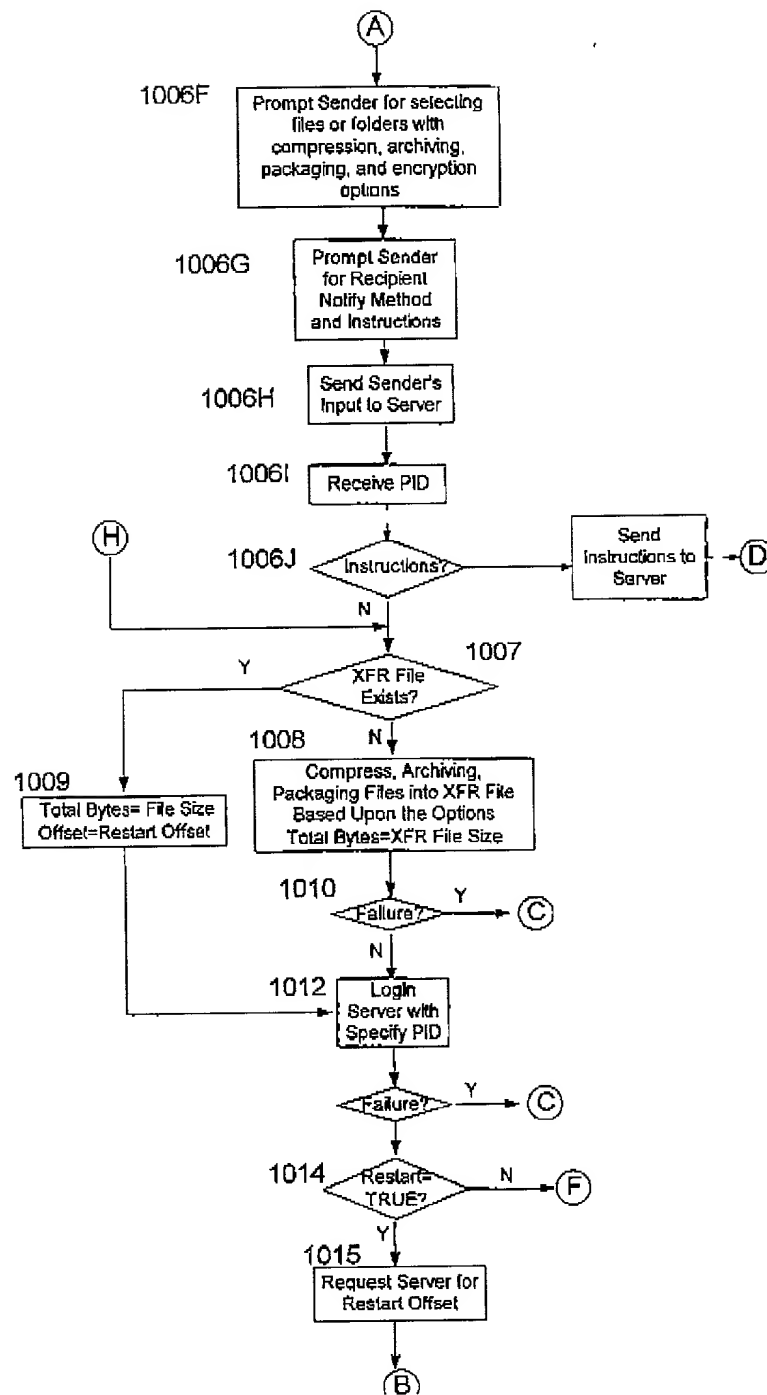 A
1006F
Prompt Sender for selecting
files or folders with
compression, archiving,
packaging, and encryption
options
1006G
Prompt Sender
for Recipient
Notify Method
and Instructions
1006H
Send Sender's
Input to Server
1006I
Receive PID
H
1006J
Instructions?
Send
Instructions to
Server
D
N
1007
Y
XFR File
Exists?
N
1008
Compress, Archiving,
Packaging Files into XFR File
Based Upon the Options
Total Bytes=XFR File Size
1009
Total Bytes= File Size
Offset=Restart Offset
1010
Failure?
Y
C
N
1012
Login
Server with
Specify PID
Failure?
Y
C
1014
Restart=
TRUE?
N
F
Y
1015
Request Server for
Restart Offset
B